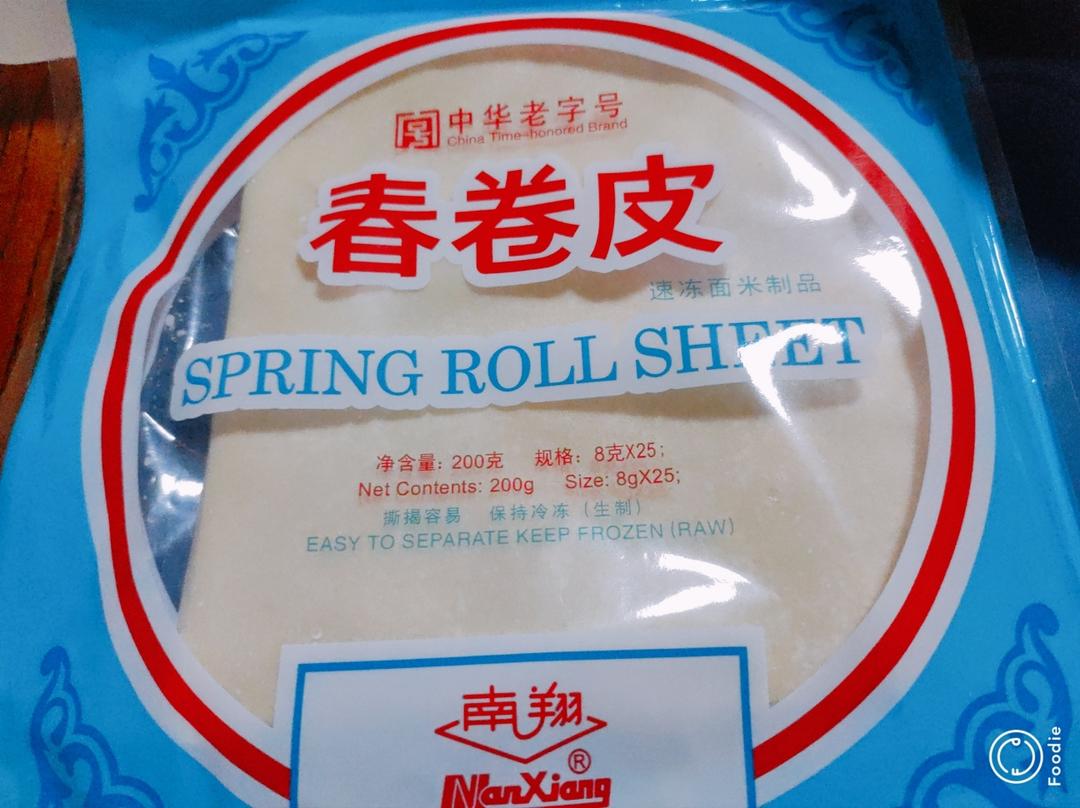 中华老字号
China Time-honored Brand
春卷皮
速冻面米制品
SPRING ROLL SHEET
净含量: 200克 规格: 8克X25;
Net Contents: 200g Size: 8gX25;
撕揭容易 保持冷冻 (生制)
EASY TO SEPARATE KEEP FROZEN (RAW)
南翔
®
NanXiang
Foodie